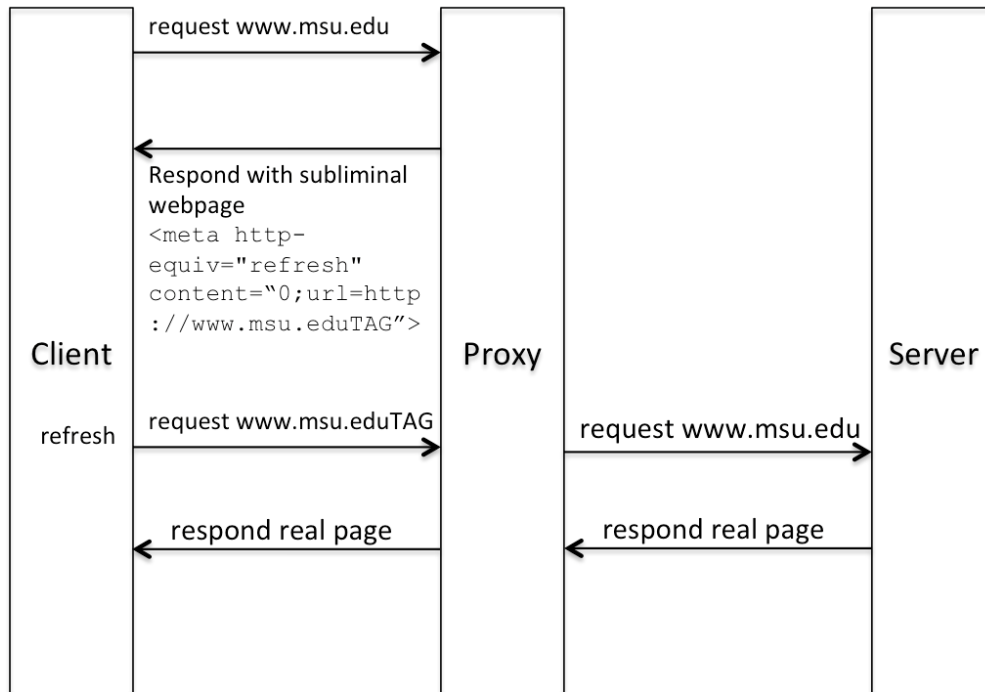 request www.msu.edu
Respond with subliminal
webpage
<meta http-
equiv="refresh"
content=“0;url=http
://www.msu.eduTAG”>
Client
Proxy
Server
refresh
request www.msu.eduTAG
request www.msu.edu
respond real page
respond real page